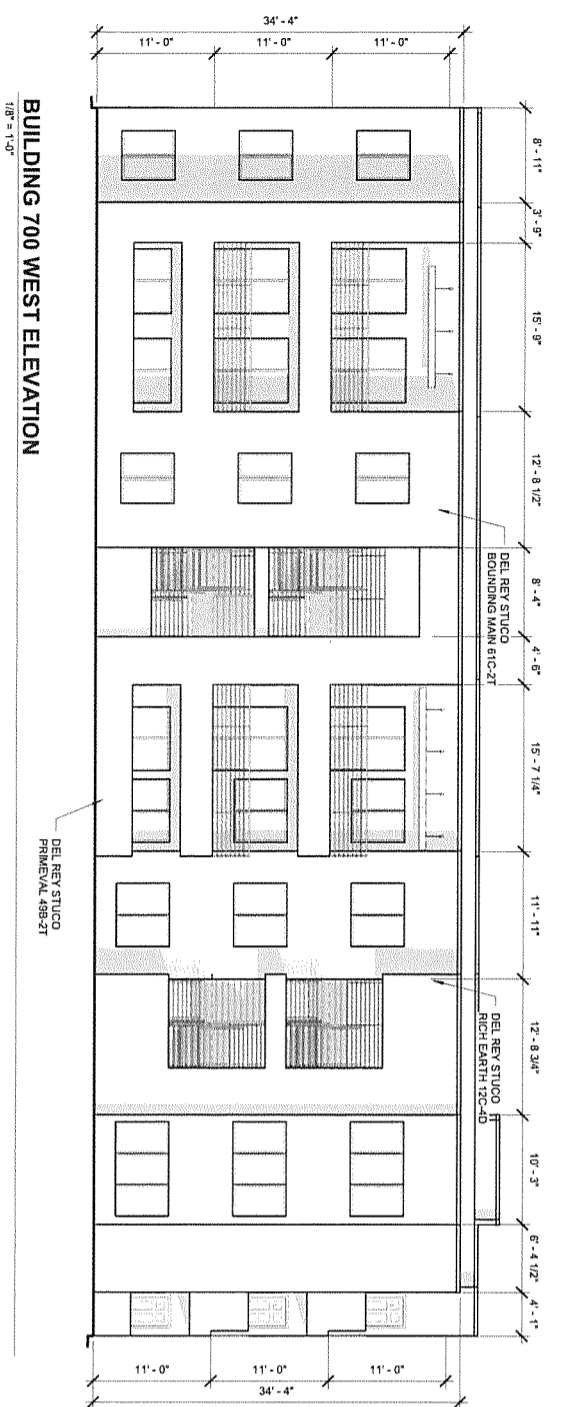 34' - 4"
11' - 0"
11' - 0"
11' - 0"
8' - 11"
3' - 9"
15' - 9"
12' - 8 1/2"
8' - 4"
4' - 6"
15' - 7 1/4"
11' - 11"
12' - 8 3/4"
10' - 3"
6' - 4 1/2"
4' - 1"
DEL REY STUCO
BOUNDING MAIN 61C-2T
DEL REY STUCO
RICH EARTH 12C-4D
DEL REY STUCO
PRIMEVAL 49B-2T
11' - 0"
11' - 0"
11' - 0"
34' - 4"
BUILDING 700 WEST ELEVATION
1/8" = 1'-0"